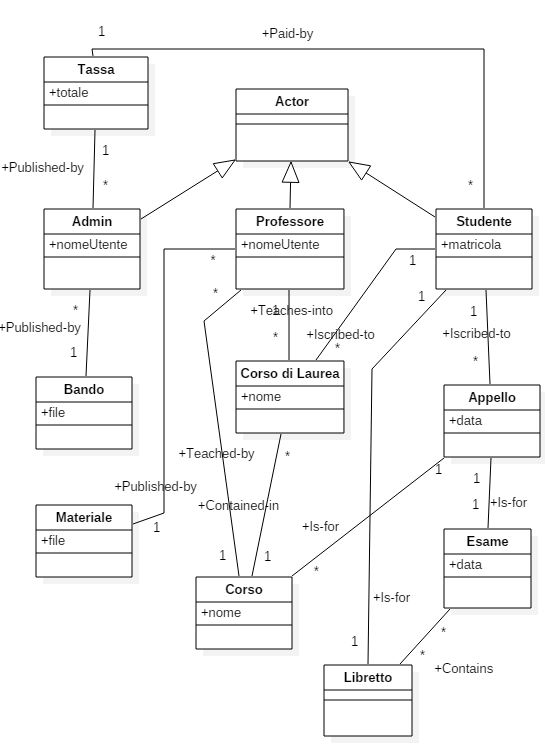 1
+Paid-by
Tassa
+totale
Actor
1
+Published-by
*
*
Admin
+nomeUtente
Professore
+nomeUtente
Studente
+matricola
*
1
*
1
*
+Teaches-into
1
1
+Published-by
+Iscribed-to
+Iscribed-to
*
*
1
*
Corso di Laurea
+nome
Bando
+file
Appello
+data
+Teached-by
*
1
1
+Published-by
+Contained-in
1
+Is-for
Materiale
+file
1
+Is-for
Esame
+data
1
1
*
Corso
+nome
+Is-for
*
1
*
+Contains
Libretto